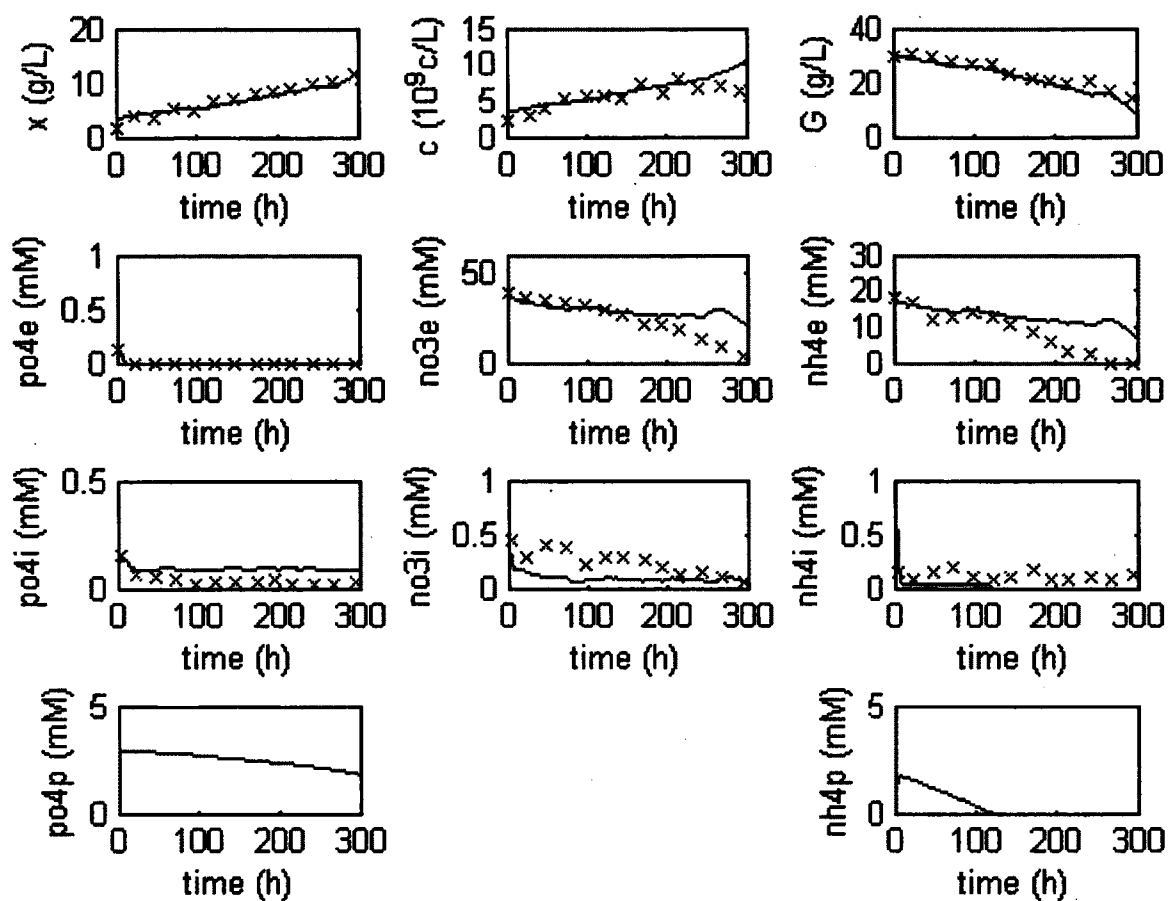 x (g/L)
20
10
0
0 100 200 300
time (h)
c (10⁹c/L)
15
10
5
0
0 100 200 300
time (h)
G (g/L)
40
20
0
0 100 200 300
time (h)
po4e (mM)
1
0.5
0
0 100 200 300
time (h)
no3e (mM)
50
0
0 100 200 300
time (h)
nh4e (mM)
30
20
10
0
0 100 200 300
time (h)
po4i (mM)
0.5
0
0 100 200 300
time (h)
no3i (mM)
1
0.5
0
0 100 200 300
time (h)
nh4i (mM)
1
0.5
0
0 100 200 300
time (h)
po4p (mM)
5
0
0 100 200 300
time (h)
nh4p (mM)
5
0
0 100 200 300
time (h)